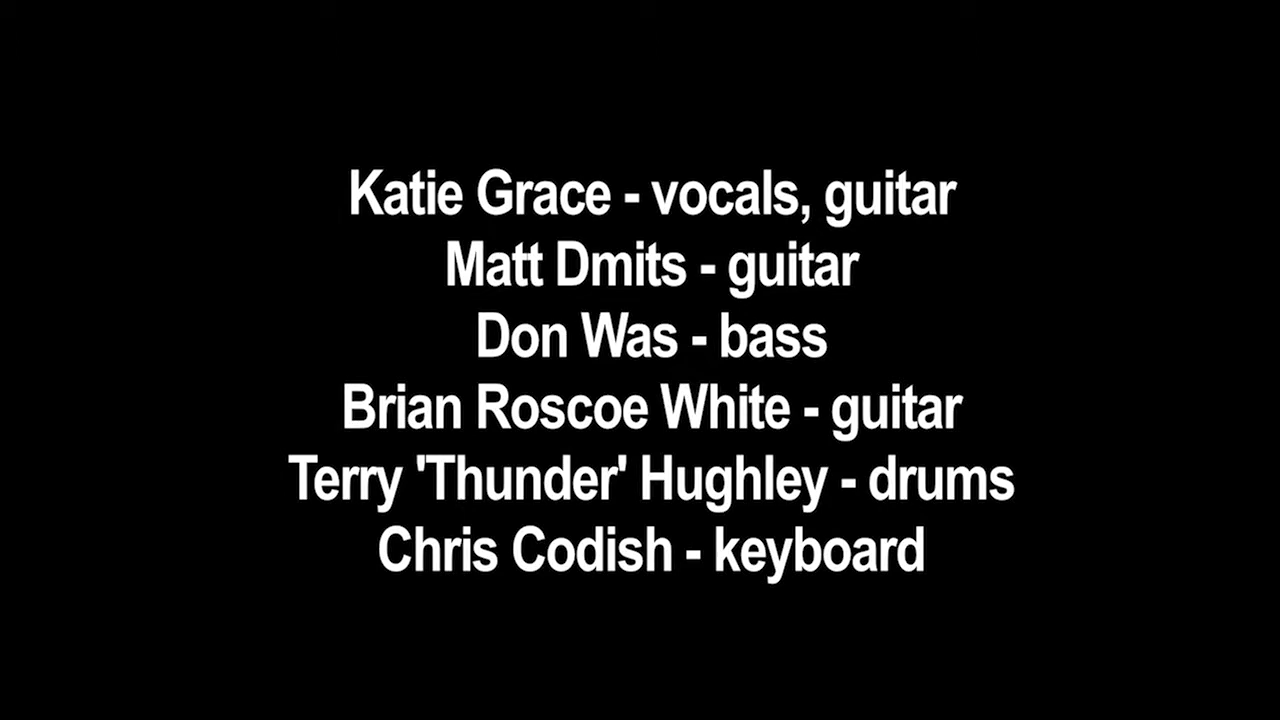 Katie Grace - vocals, guitar
Matt Dmits - guitar
Don Was - bass
Brian Roscoe White - guitar
Terry 'Thunder' Hughley - drums
Chris Codish - keyboard